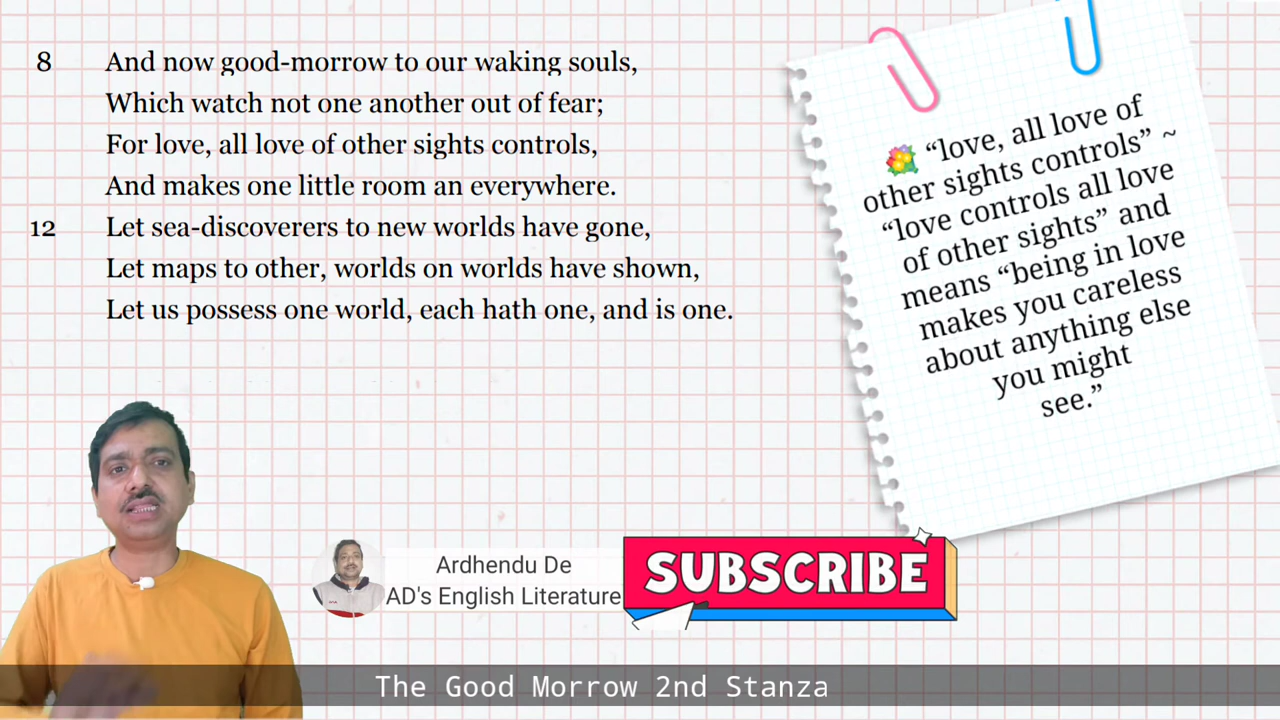 8 And now good-morrow to our waking souls,
Which watch not one another out of fear;
For love, all love of other sights controls,
And makes one little room an everywhere.
12 Let sea-discoverers to new worlds have gone,
Let maps to other, worlds on worlds have shown,
Let us possess one world, each hath one, and is one.
💐 “love, all love of
other sights controls” ~
“love controls all love
of other sights” and
means “being in love
makes you careless
about anything else
you might
see.”
Ardhendu De
AD's English Literature
SUBSCRIBE
The Good Morrow 2nd Stanza